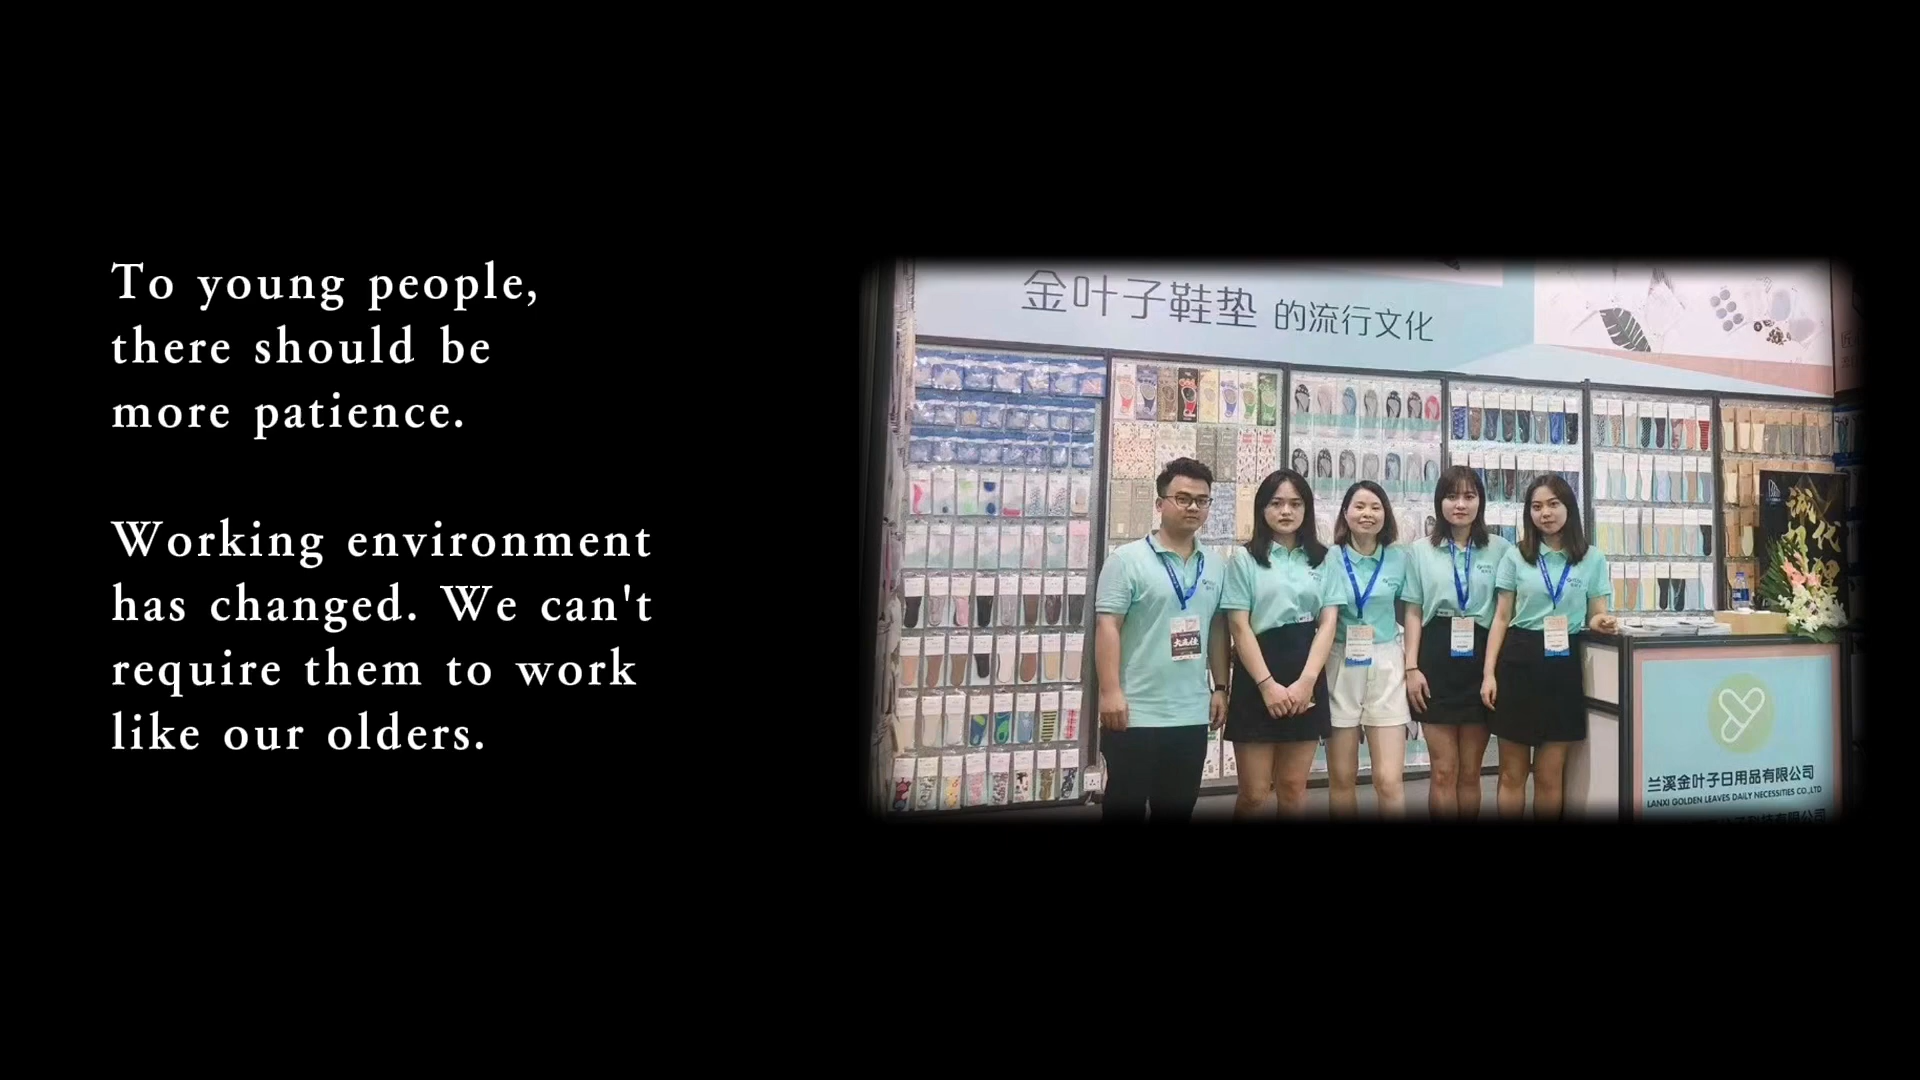 To young people,
there should be
more patience.
Working environment
has changed. We can't
require them to work
like our olders.
金叶子鞋垫 的流行文化
兰溪金叶子日用品有限公司
LANXI GOLDEN LEAVES DAILY NECESSITIES CO.,LTD